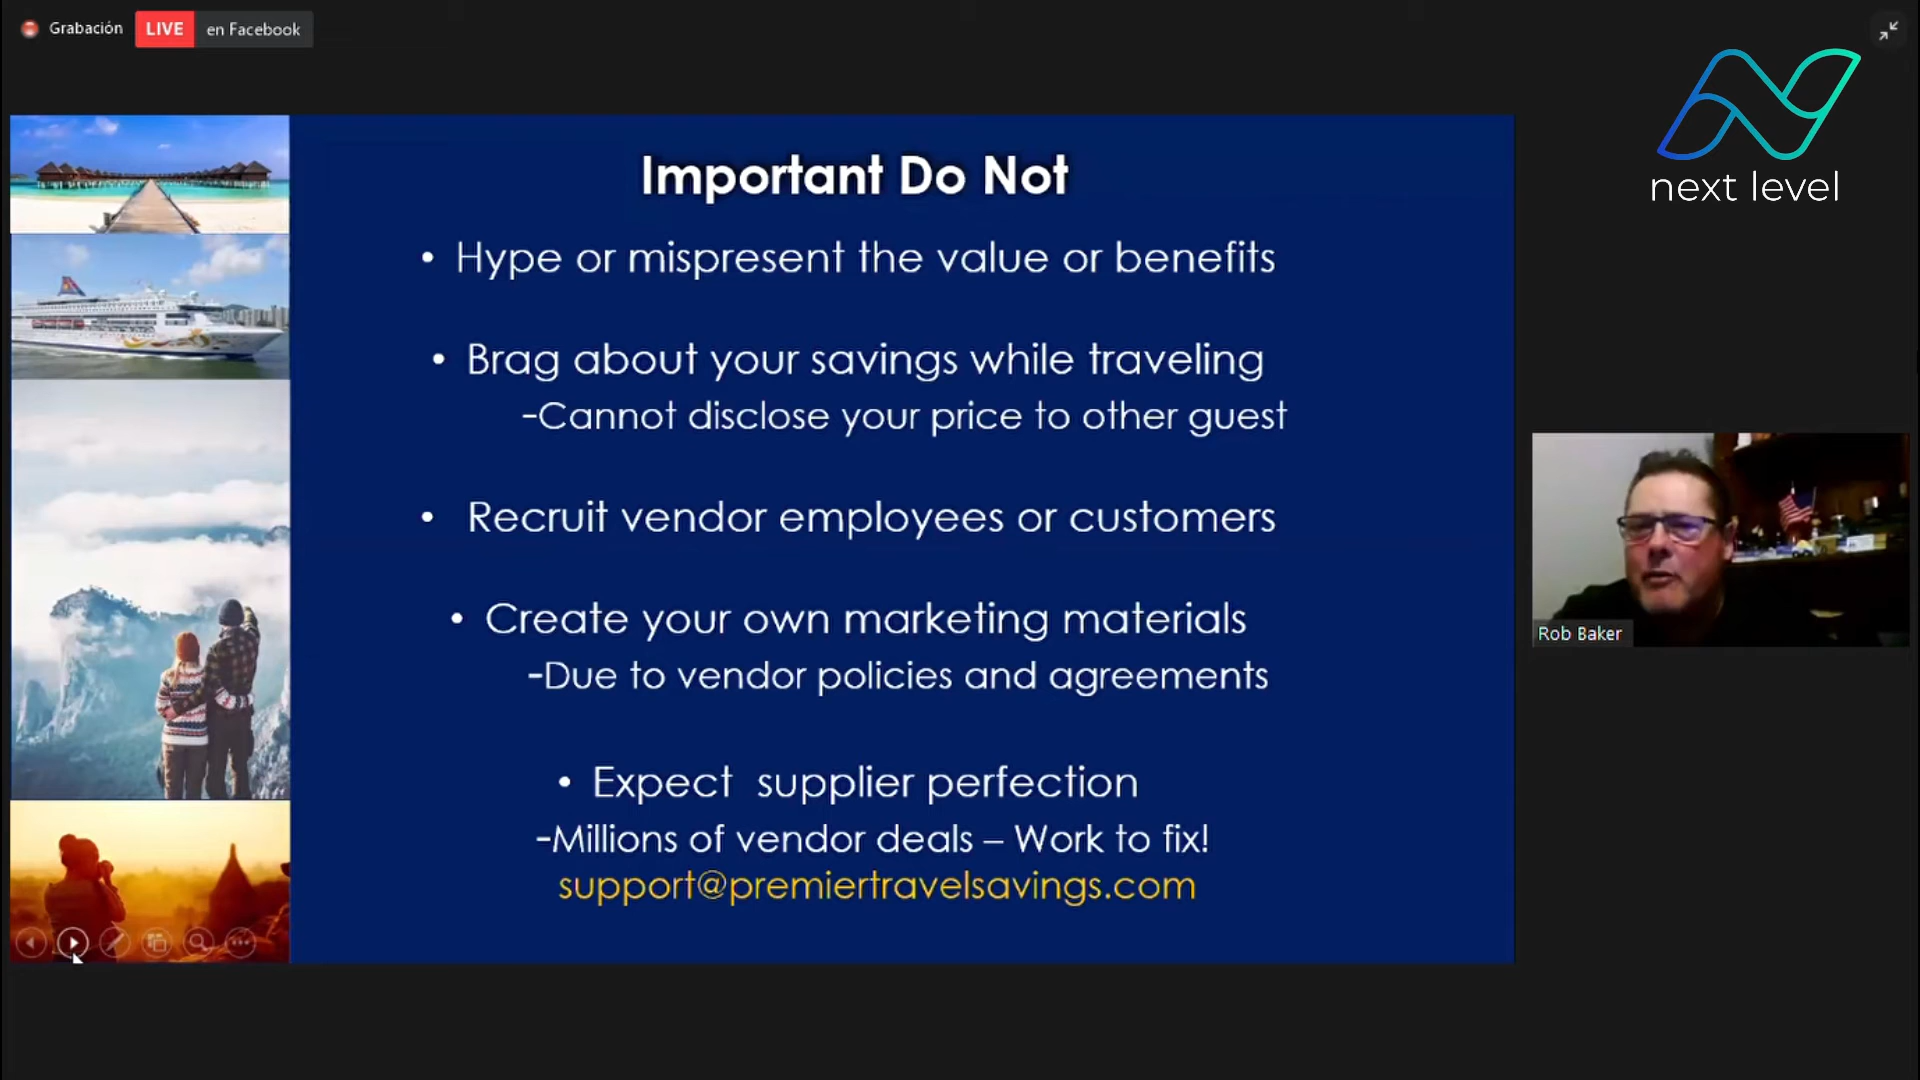 Grabación
LIVE
en Facebook
next level
Important Do Not
• Hype or mispresent the value or benefits
• Brag about your savings while traveling
-Cannot disclose your price to other guest
• Recruit vendor employees or customers
• Create your own marketing materials
-Due to vendor policies and agreements
• Expect supplier perfection
-Millions of vendor deals – Work to fix!
support@premiertravelsavings.com
Rob Baker